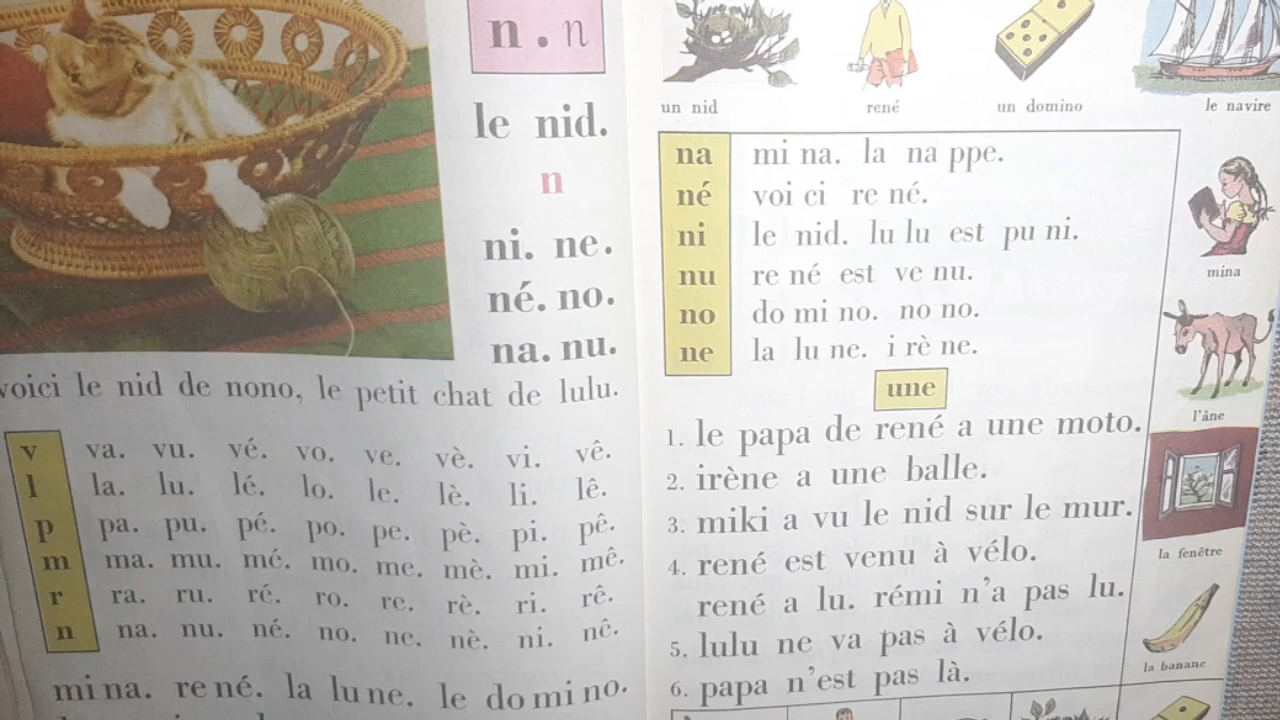 n . n
le nid.
n
ni. ne.
né. no.
na. nu.
voici le nid de nono, le petit chat de lulu.
v va. vu. vé. vo. ve. vè. vi. vê.
l la. lu. lé. lo. le. lè. li. lê.
p pa. pu. pé. po. pe. pè. pi. pê.
m ma. mu. mé. mo. me. mè. mi. mê.
r ra. ru. ré. ro. re. rè. ri. rê.
n na. nu. né. no. ne. nè. ni. nê.
mi na. re né. la lu ne. le do mi no.
un nid rené un domino le navire
na mi na. la na ppe.
né voi ci re né.
ni le nid. lu lu est pu ni.
nu re né est ve nu.
no do mi no. no no.
ne la lu ne. i rè ne.
une
1. le papa de rené a une moto.
2. irène a une balle.
3. miki a vu le nid sur le mur.
4. rené est venu à vélo.
rené a lu. rémi n'a pas lu.
5. lulu ne va pas à vélo.
6. papa n'est pas là.
mina
l'âne
la fenêtre
la banane